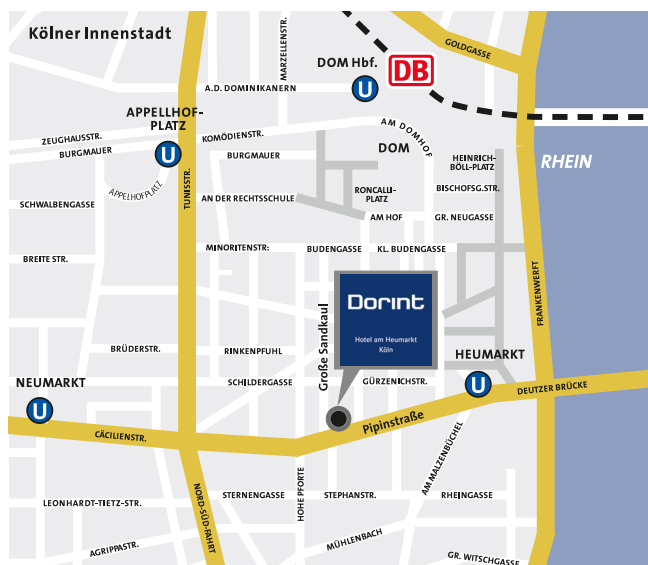 Kölner Innenstadt
MARZELLENSTR.
GOLDGASSE
DOM Hbf.
DB
U
A.D. DOMINIKANERN
APPELLHOF-
PLATZ
U
ZEUGHAUSSTR.
BURGMAUER
KOMÖDIENSTR.
AM DOMHOF
BURGMAUER
DOM
HEINRICH-
BÖLL-PLATZ
RHEIN
APPELLHOFPLATZ
TUNISSTR.
AN DER RECHTSSCHULE
RONCALLI-
PLATZ
BISCHOFSG.STR.
SCHWALBENGASSE
AM HOF
GR. NEUGASSE
MINORITENSTR:
BUDENGASSE
KL. BUDENGASSE
BREITE STR.
FRANKENWERFT
Große Sandkaul
Dorint
Hotel am Heumarkt
Köln
BRÜDERSTR.
RINKENPFUHL
HEUMARKT
NEUMARKT
SCHILDERGASSE
GÜRZENICHSTR.
U
DEUTZER BRÜCKE
U
Pipinstraße
CÄCILIENSTR.
AM MALZENBÜCHEL
NORD-SÜD-FAHRT
HOHE PFORTE
LEONHARDT-TIETZ-STR.
STERNENGASSE
STEPHANSTR.
RHEINGASSE
AGRIPPASTR.
MÜHLENBACH
GR. WITSCHGASSE